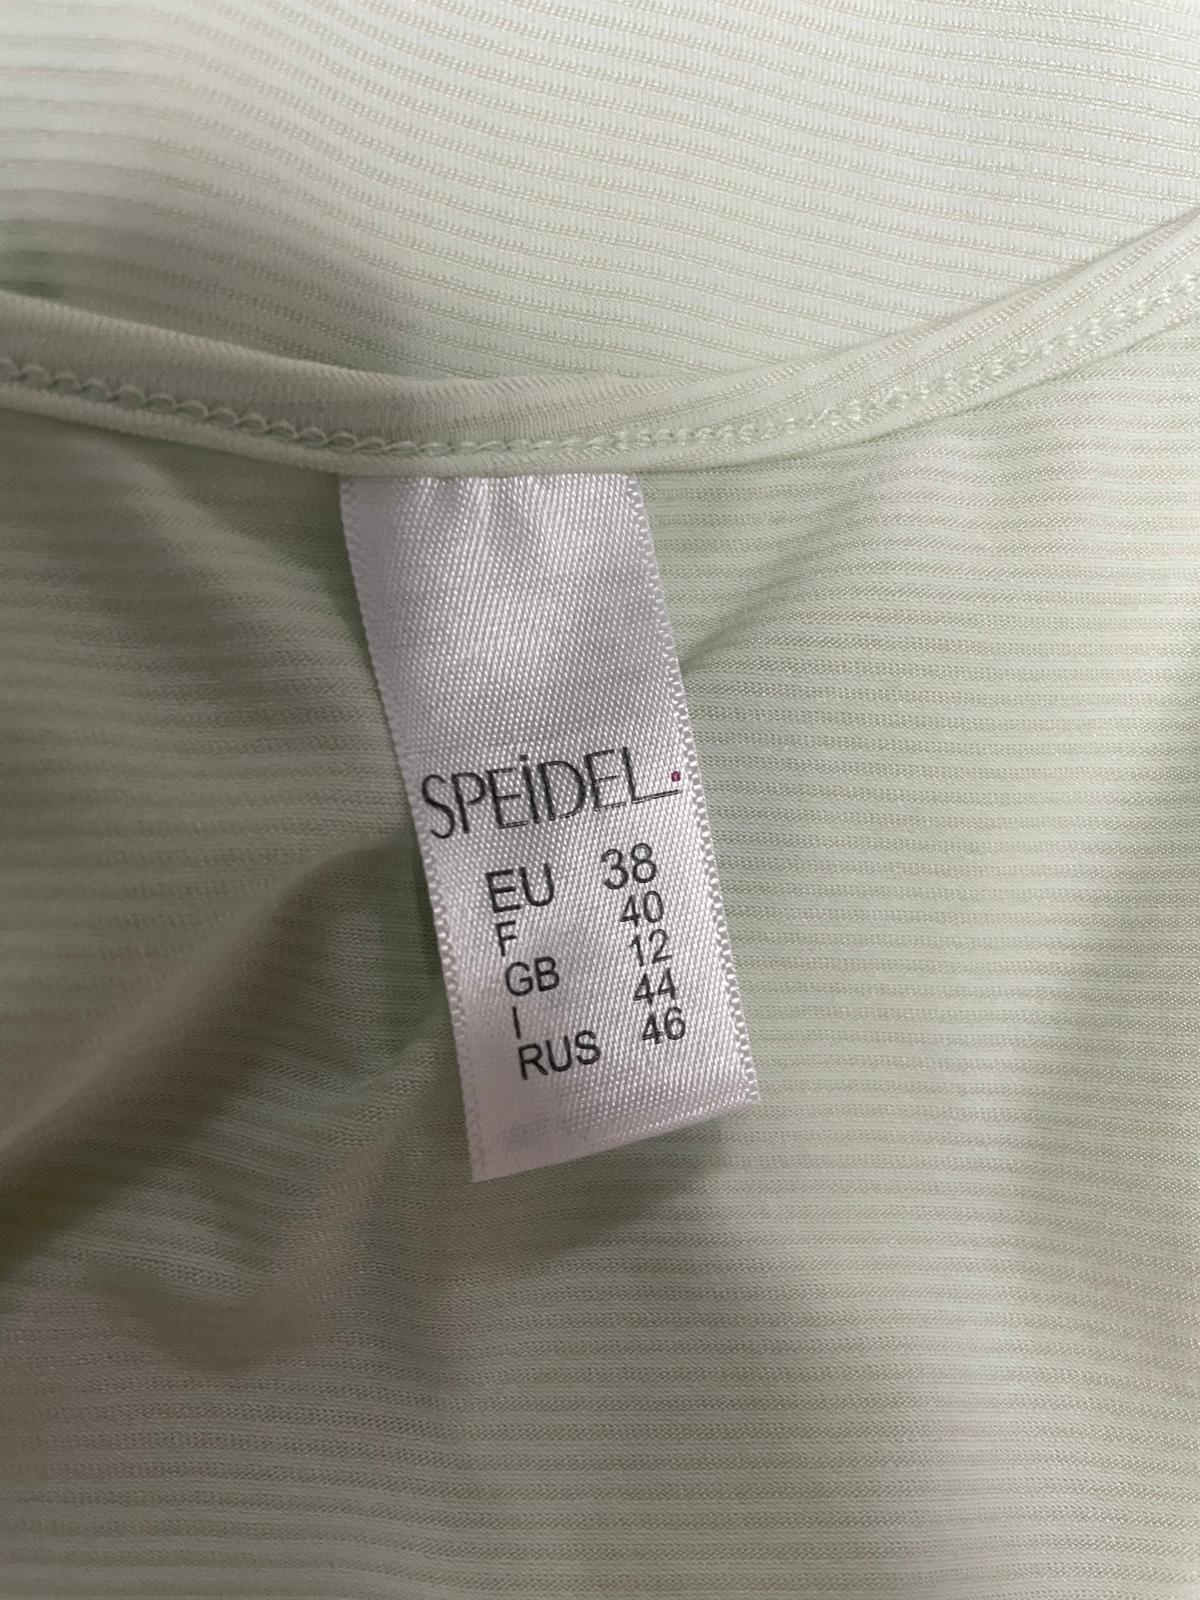 SPEiDEL.
EU 38
F 40
GB 12
I 44
RUS 46